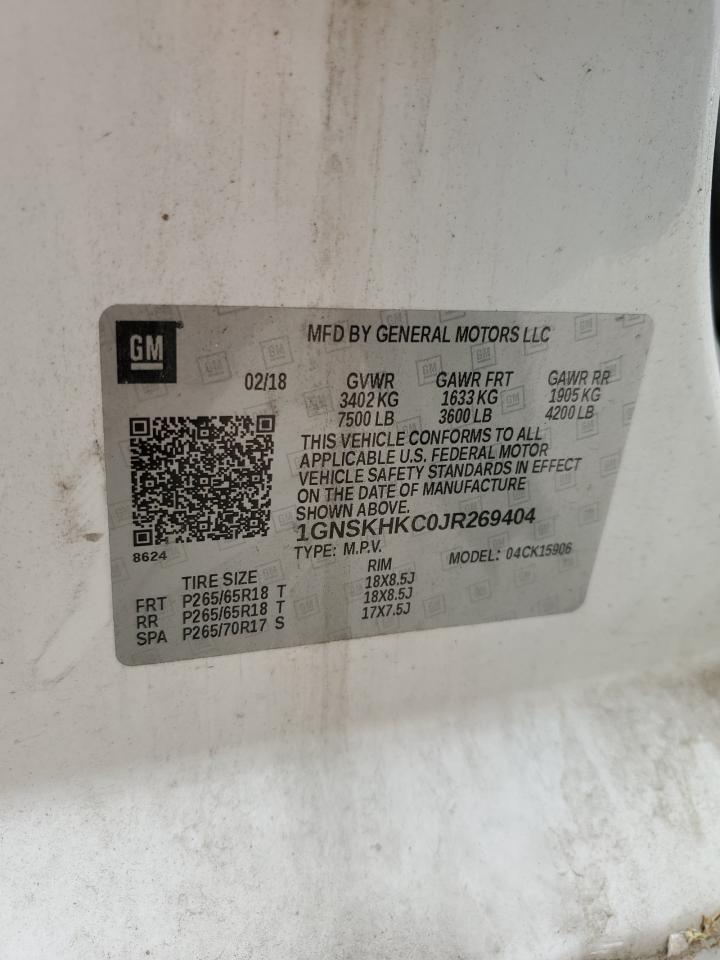 GM
MFD BY GENERAL MOTORS LLC
02/18 GVWR GAWR FRT GAWR RR
3402 KG 1633 KG 1905 KG
7500 LB 3600 LB 4200 LB
THIS VEHICLE CONFORMS TO ALL
APPLICABLE U.S. FEDERAL MOTOR
VEHICLE SAFETY STANDARDS IN EFFECT
ON THE DATE OF MANUFACTURE
SHOWN ABOVE.
1GNSKHKC0JR269404
8624
TYPE: M.P.V. MODEL: 04CK15906
TIRE SIZE RIM
FRT P265/65R18 T 18X8.5J
RR P265/65R18 T 18X8.5J
SPA P265/70R17 S 17X7.5J